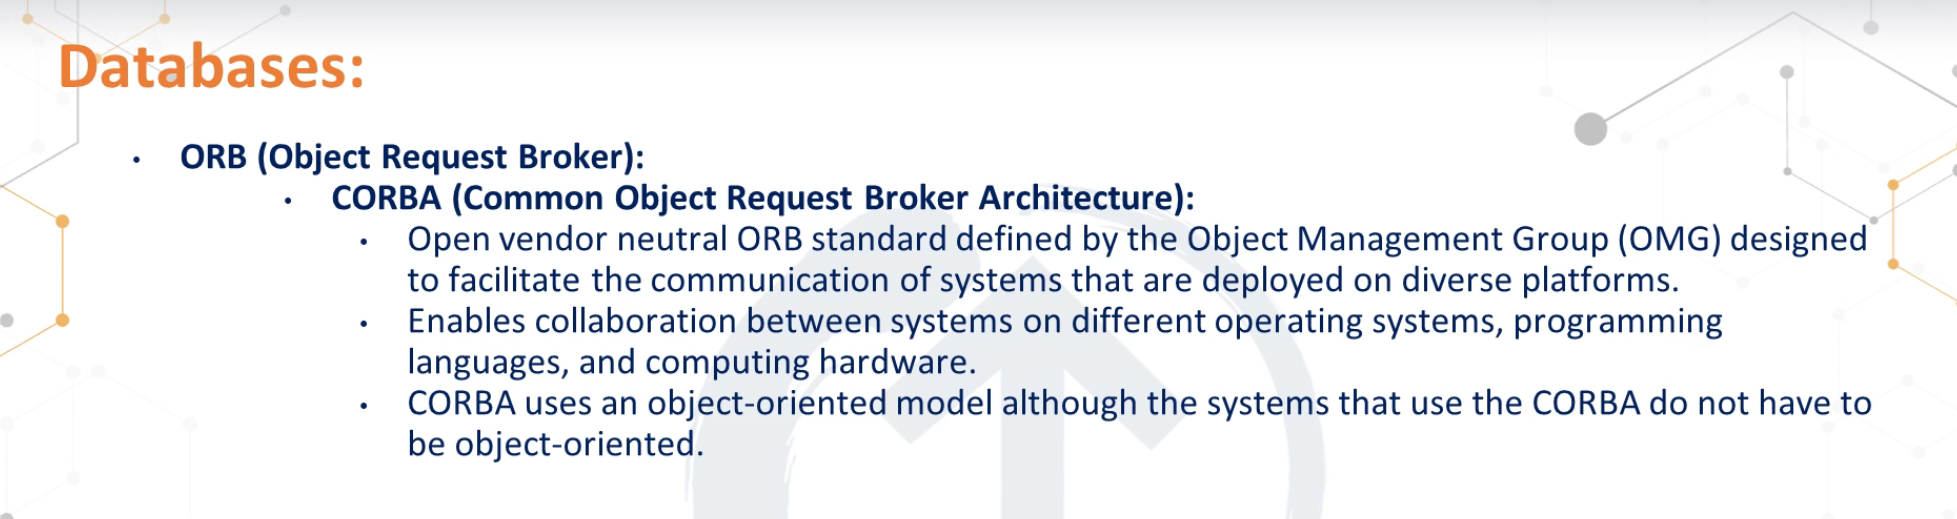 Databases:
• ORB (Object Request Broker):
• CORBA (Common Object Request Broker Architecture):
• Open vendor neutral ORB standard defined by the Object Management Group (OMG) designed
to facilitate the communication of systems that are deployed on diverse platforms.
• Enables collaboration between systems on different operating systems, programming
languages, and computing hardware.
• CORBA uses an object-oriented model although the systems that use the CORBA do not have to
be object-oriented.